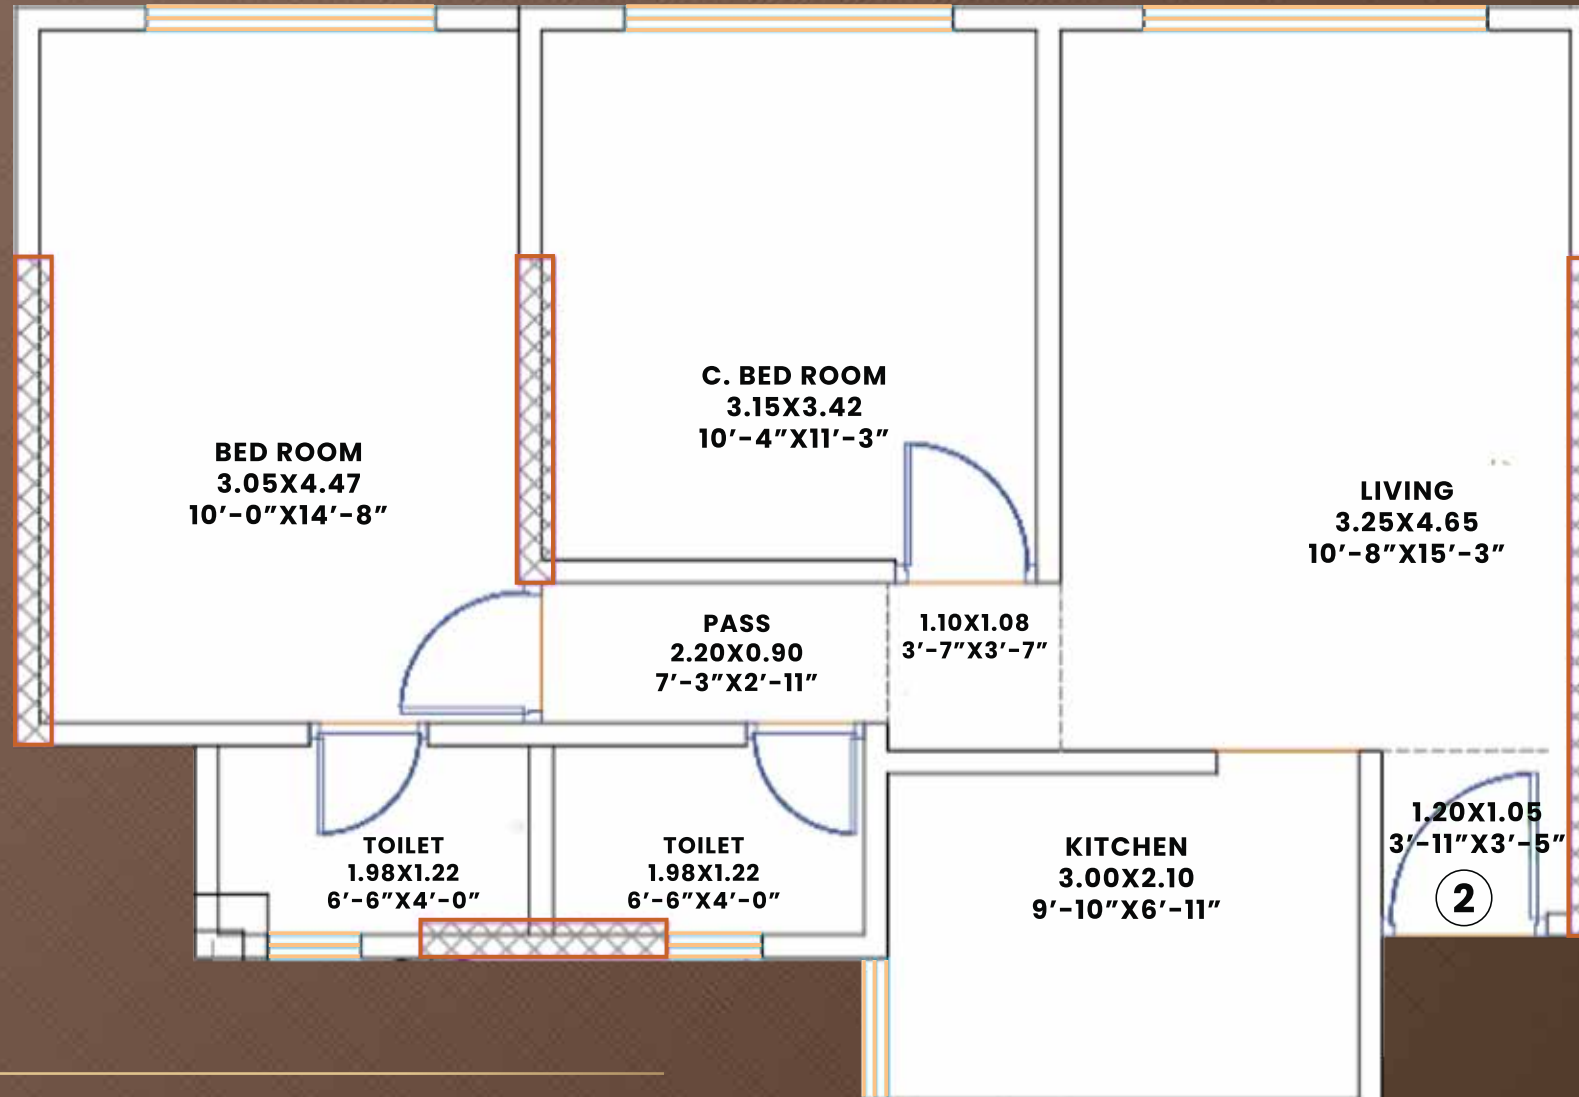 C. BED ROOM
3.15X3.42
10’-4”X11’-3”
BED ROOM
3.05X4.47
10’-0”X14’-8”
LIVING
3.25X4.65
10’-8”X15’-3”
PASS
2.20X0.90
7’-3”X2’-11”
1.10X1.08
3’-7”X3’-7”
TOILET
1.98X1.22
6’-6”X4’-0”
TOILET
1.98X1.22
6’-6”X4’-0”
KITCHEN
3.00X2.10
9’-10”X6’-11”
1.20X1.05
3’-11”X3’-5”
2